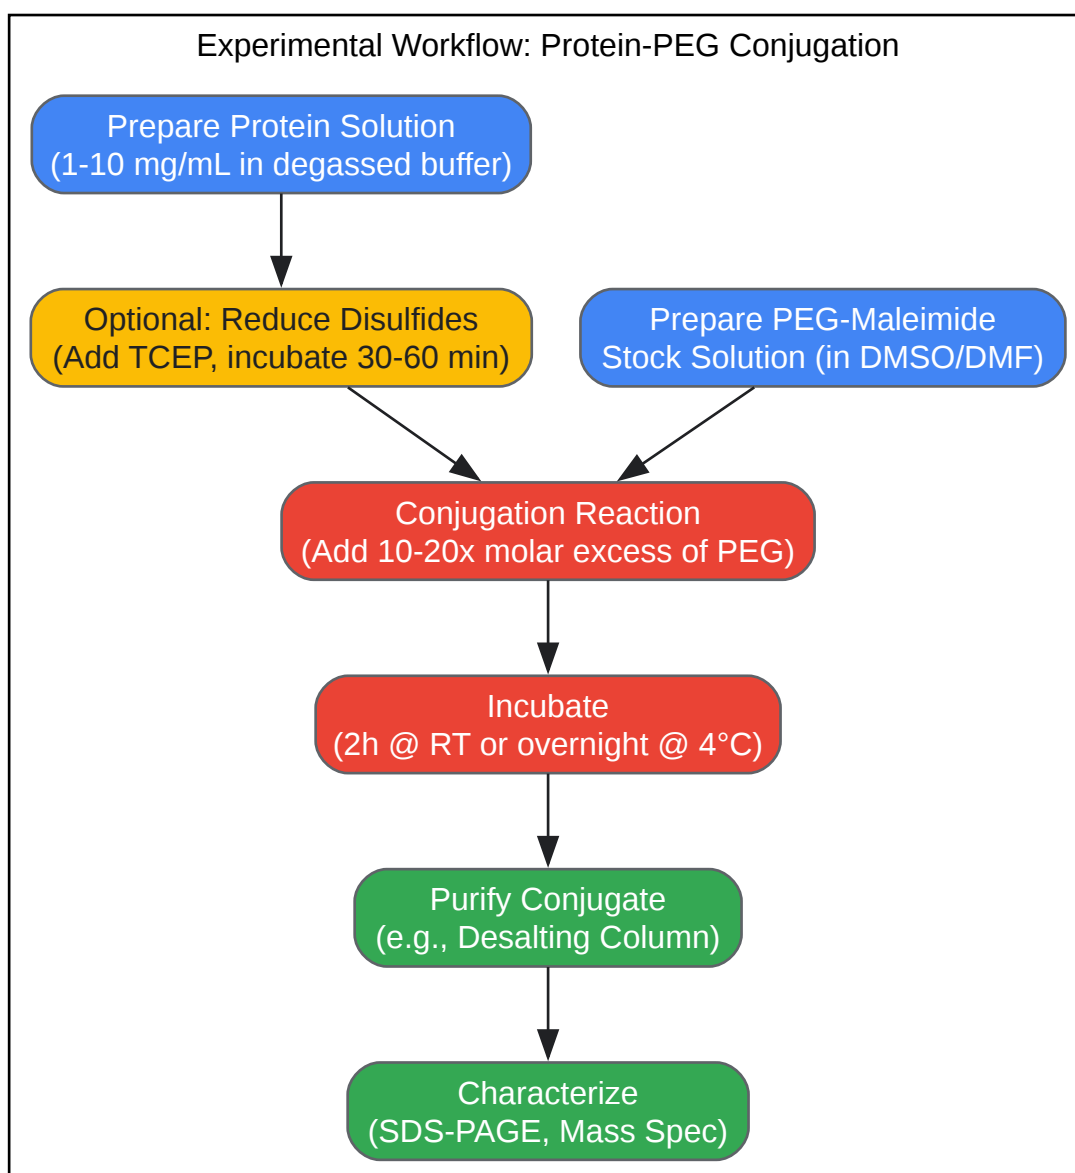 Experimental Workflow: Protein-PEG Conjugation
Prepare Protein Solution
(1-10 mg/mL in degassed buffer)
Optional: Reduce Disulfides
(Add TCEP, incubate 30-60 min)
Prepare PEG-Maleimide
Stock Solution (in DMSO/DMF)
Conjugation Reaction
(Add 10-20x molar excess of PEG)
Incubate
(2h @ RT or overnight @ 4°C)
Purify Conjugate
(e.g., Desalting Column)
Characterize
(SDS-PAGE, Mass Spec)